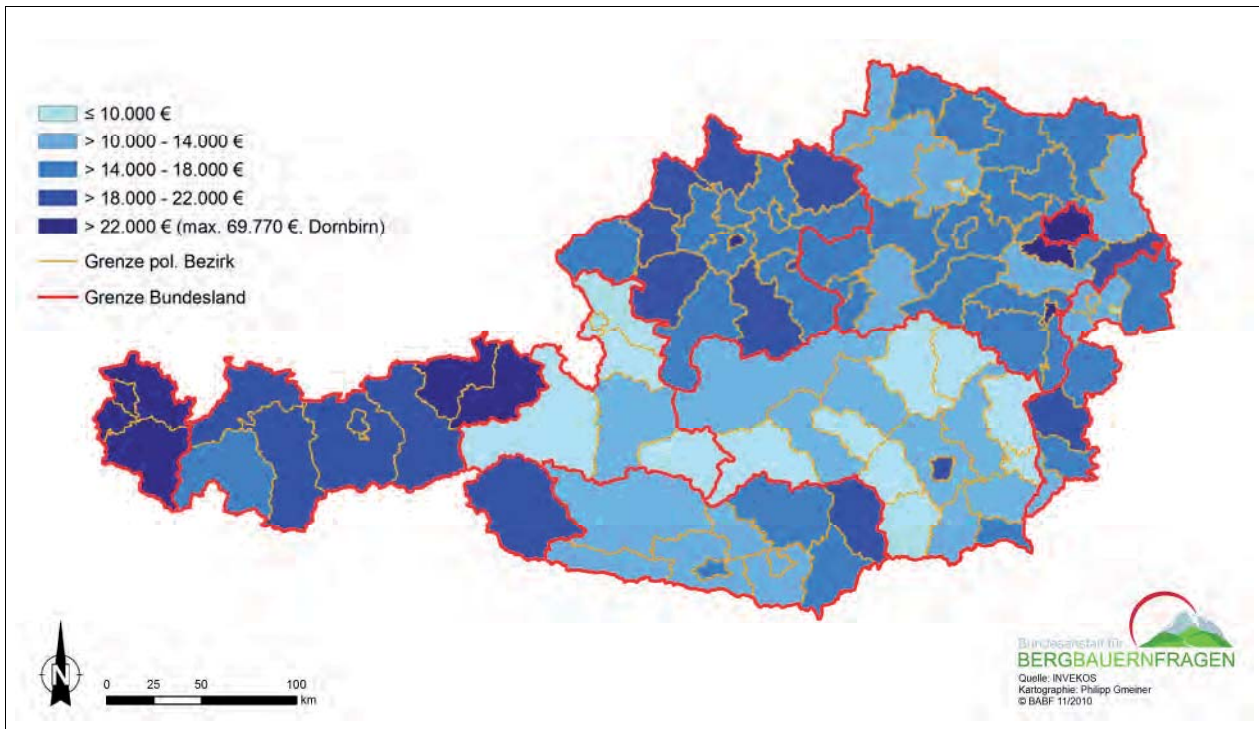 ≤ 10.000 €
> 10.000 - 14.000 €
> 14.000 - 18.000 €
> 18.000 - 22.000 €
> 22.000 € (max. 69.770 €, Dornbirn)
Grenze pol. Bezirk
Grenze Bundesland
N
0 25 50 100
km
Bundesanstalt für
BERGBAUERNFRAGEN
Quelle: INVEKOS
Kartographie: Philipp Gmeiner
© BABF 11/2010